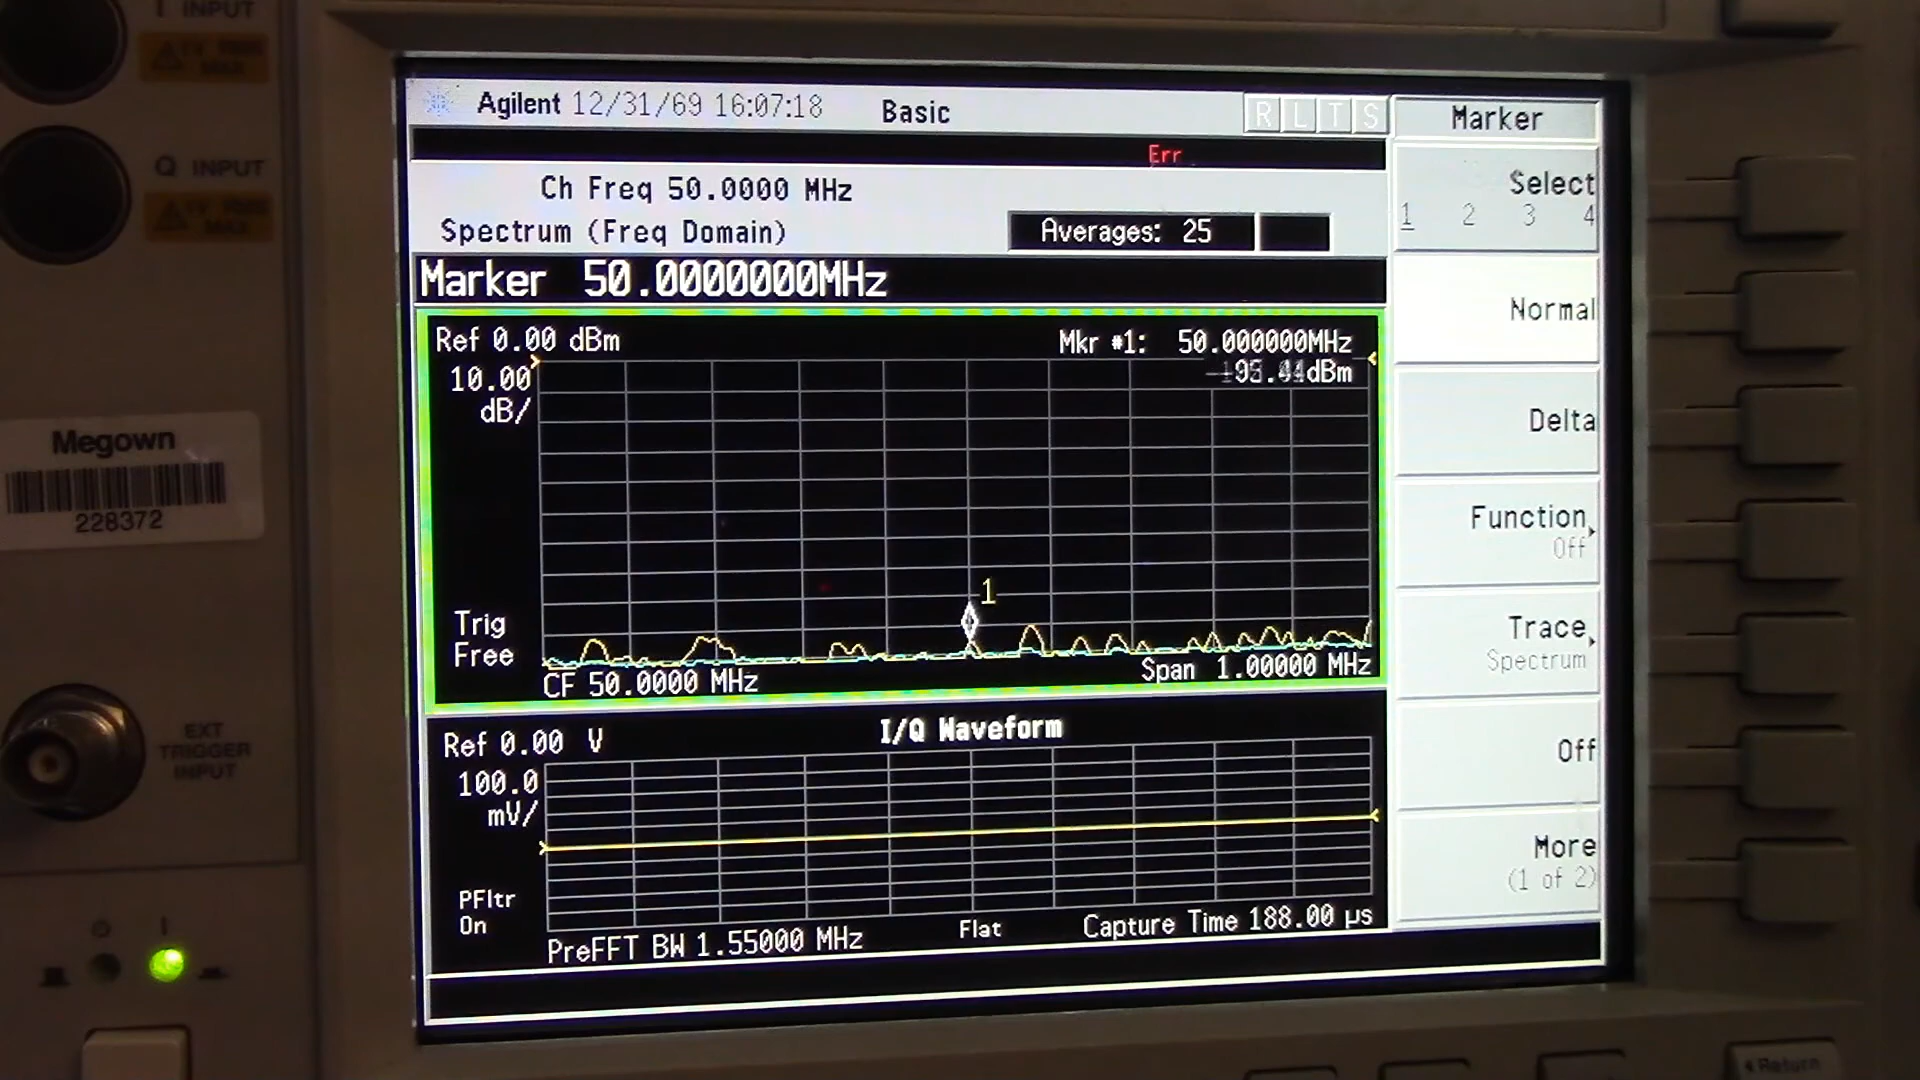 I INPUT
MAX
Q INPUT
MAX
Megown
228372
EXT
TRIGGER
INPUT
Agilent 12/31/69 16:07:18 Basic R L T S
Err
Ch Freq 50.0000 MHz
Spectrum (Freq Domain) Averages: 25
Marker 50.0000000MHz
Ref 0.00 dBm Mkr #1: 50.000000MHz
10.00
dB/
1
Trig
Free
CF 50.0000 MHz Span 1.00000 MHz
I/Q Waveform
Ref 0.00 V
100.0
mV/
PFltr
On
PreFFT BW 1.55000 MHz Flat Capture Time 188.00 µs
Marker
Select
1 2 3 4
Normal
Delta
Function
Off
Trace
Spectrum
Off
More
(1 of 2)
Return